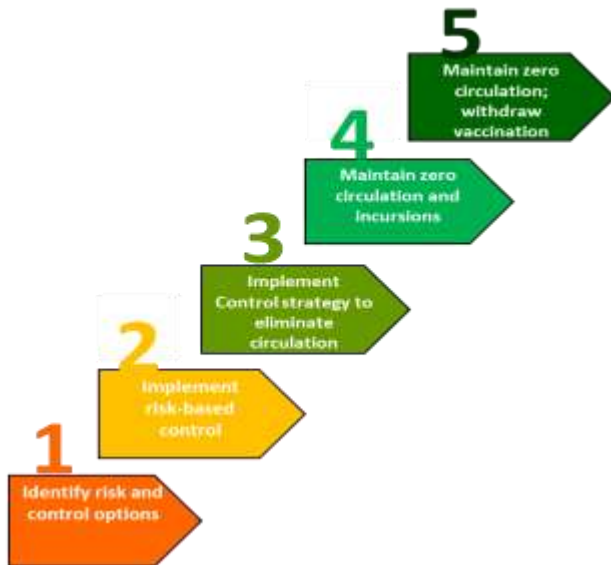 5
Maintain zero
circulation;
withdraw
vaccination
4
Maintain zero
circulation and
incursions
3
Implement
Control strategy to
eliminate
circulation
2
Implement
risk-based
control
1
Identify risk and
control options